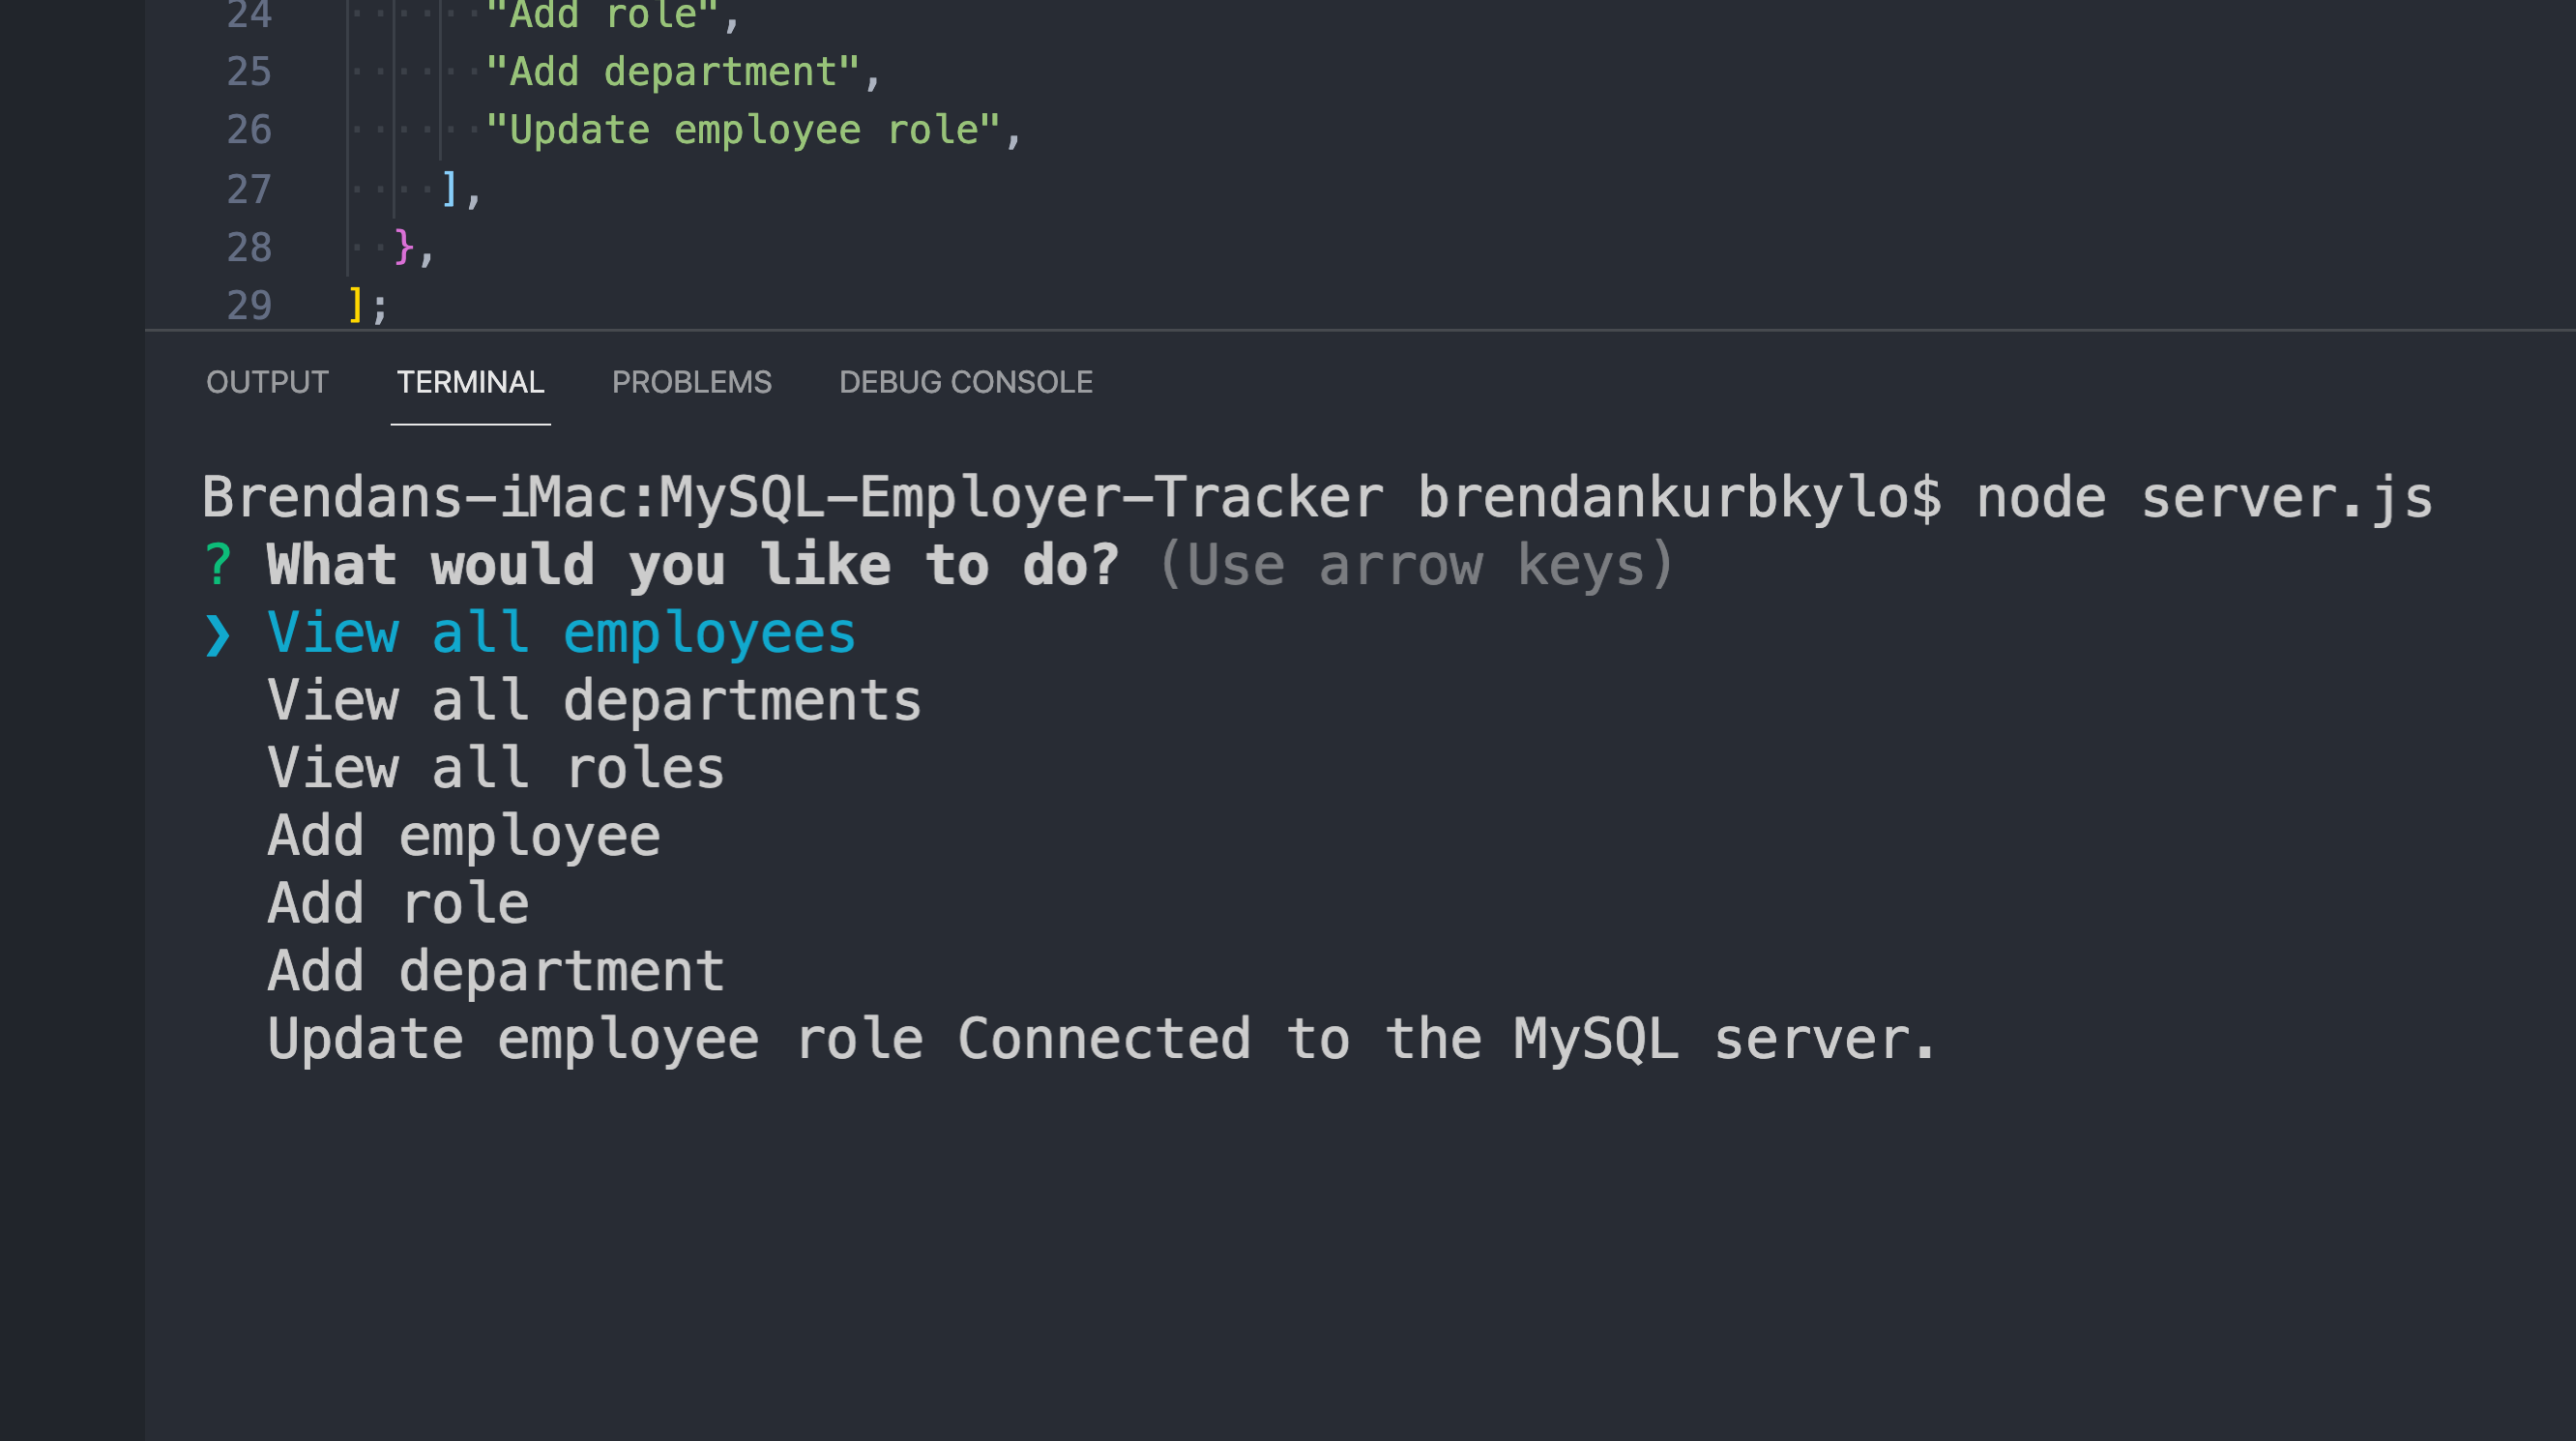 24 "Add role",
25 "Add department",
26 "Update employee role",
27 ],
28 },
29 ];
OUTPUT TERMINAL PROBLEMS DEBUG CONSOLE
Brendans-iMac:MySQL-Employer-Tracker brendankurbkylo$ node server.js
? What would you like to do? (Use arrow keys)
❯ View all employees
View all departments
View all roles
Add employee
Add role
Add department
Update employee role Connected to the MySQL server.